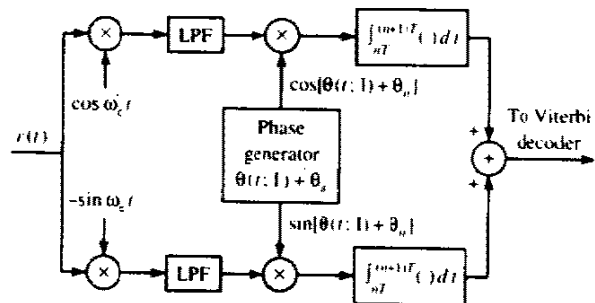 LPF
∫_{nT}^{(n+1)T} ( ) dt
cos ω_c t
cos[θ(t; I) + θ_n]
r(t)
Phase
generator
θ(t; I) + θ_n
To Viterbi
decoder
+
+
+
−sin ω_c t
sin[θ(t; I) + θ_n]
LPF
∫_{nT}^{(n+1)T} ( ) dt